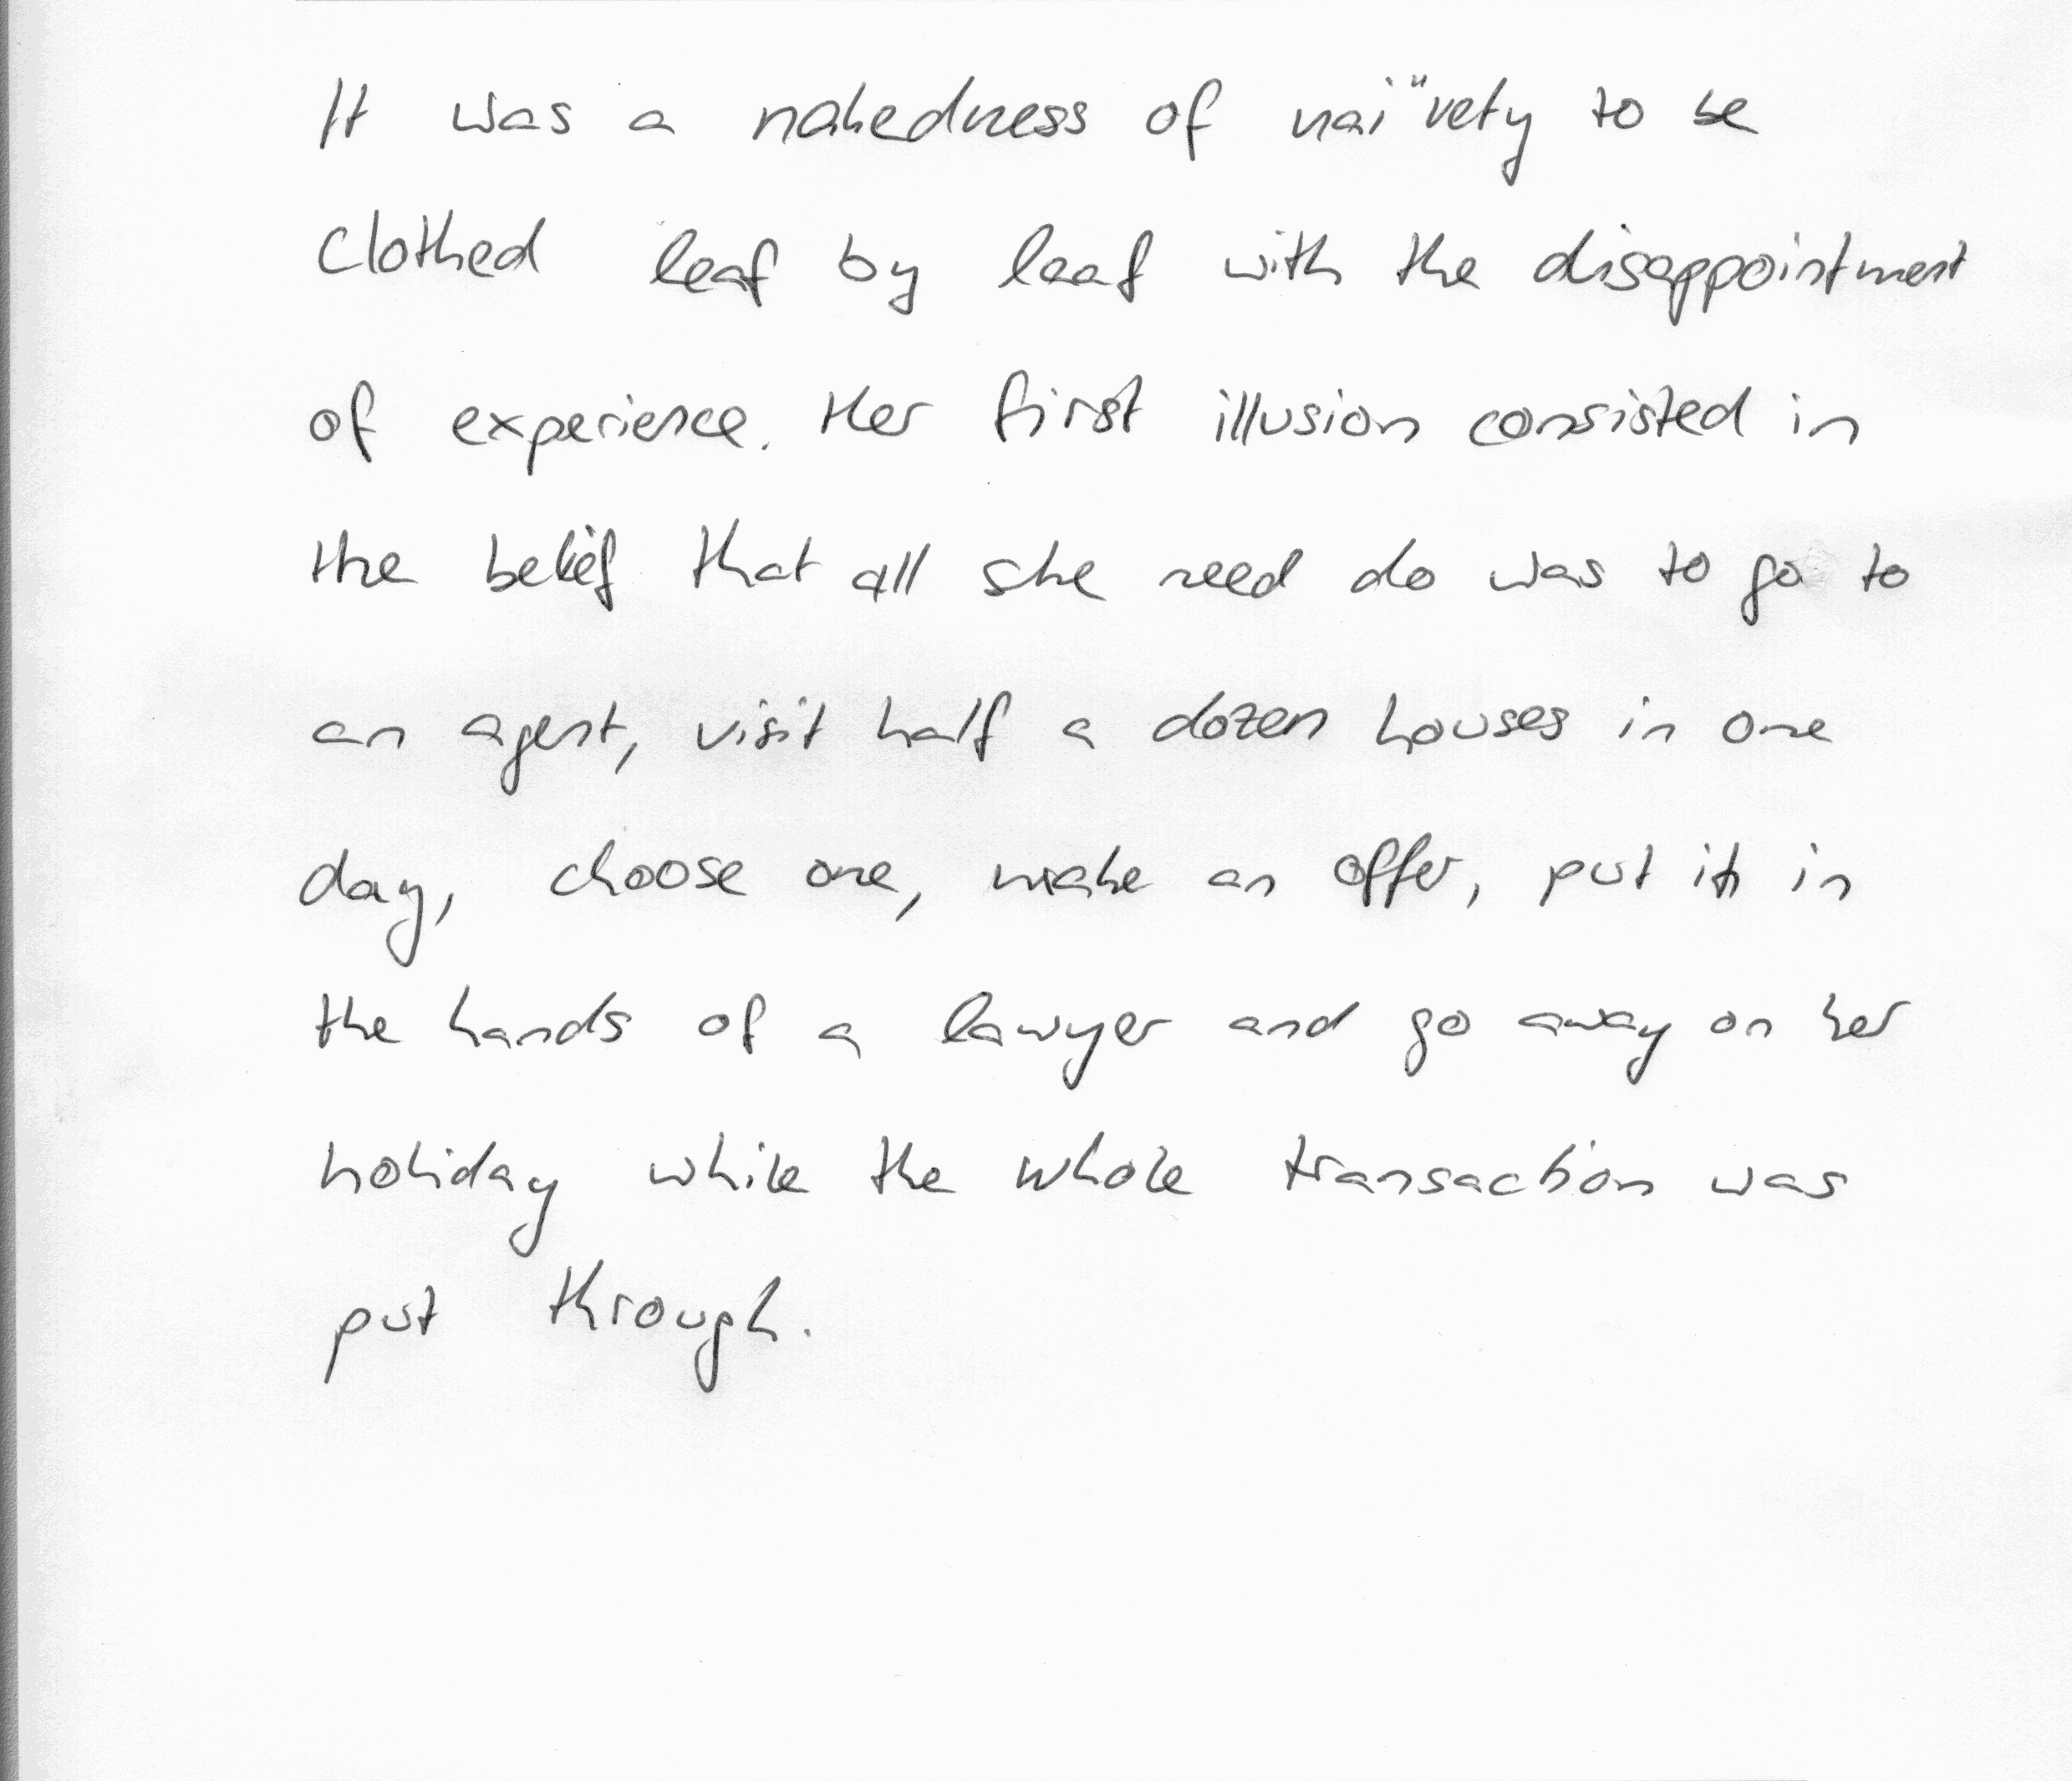 It was a nakedness of nai"vety to be
clothed leaf by leaf with the disappointment
of experience. Her first illusion consisted in
the belief that all she need do was to go to
an agent, visit half a dozen houses in one
day, choose one, make an offer, put it in
the hands of a lawyer and go away on her
holiday while the whole transaction was
put through.